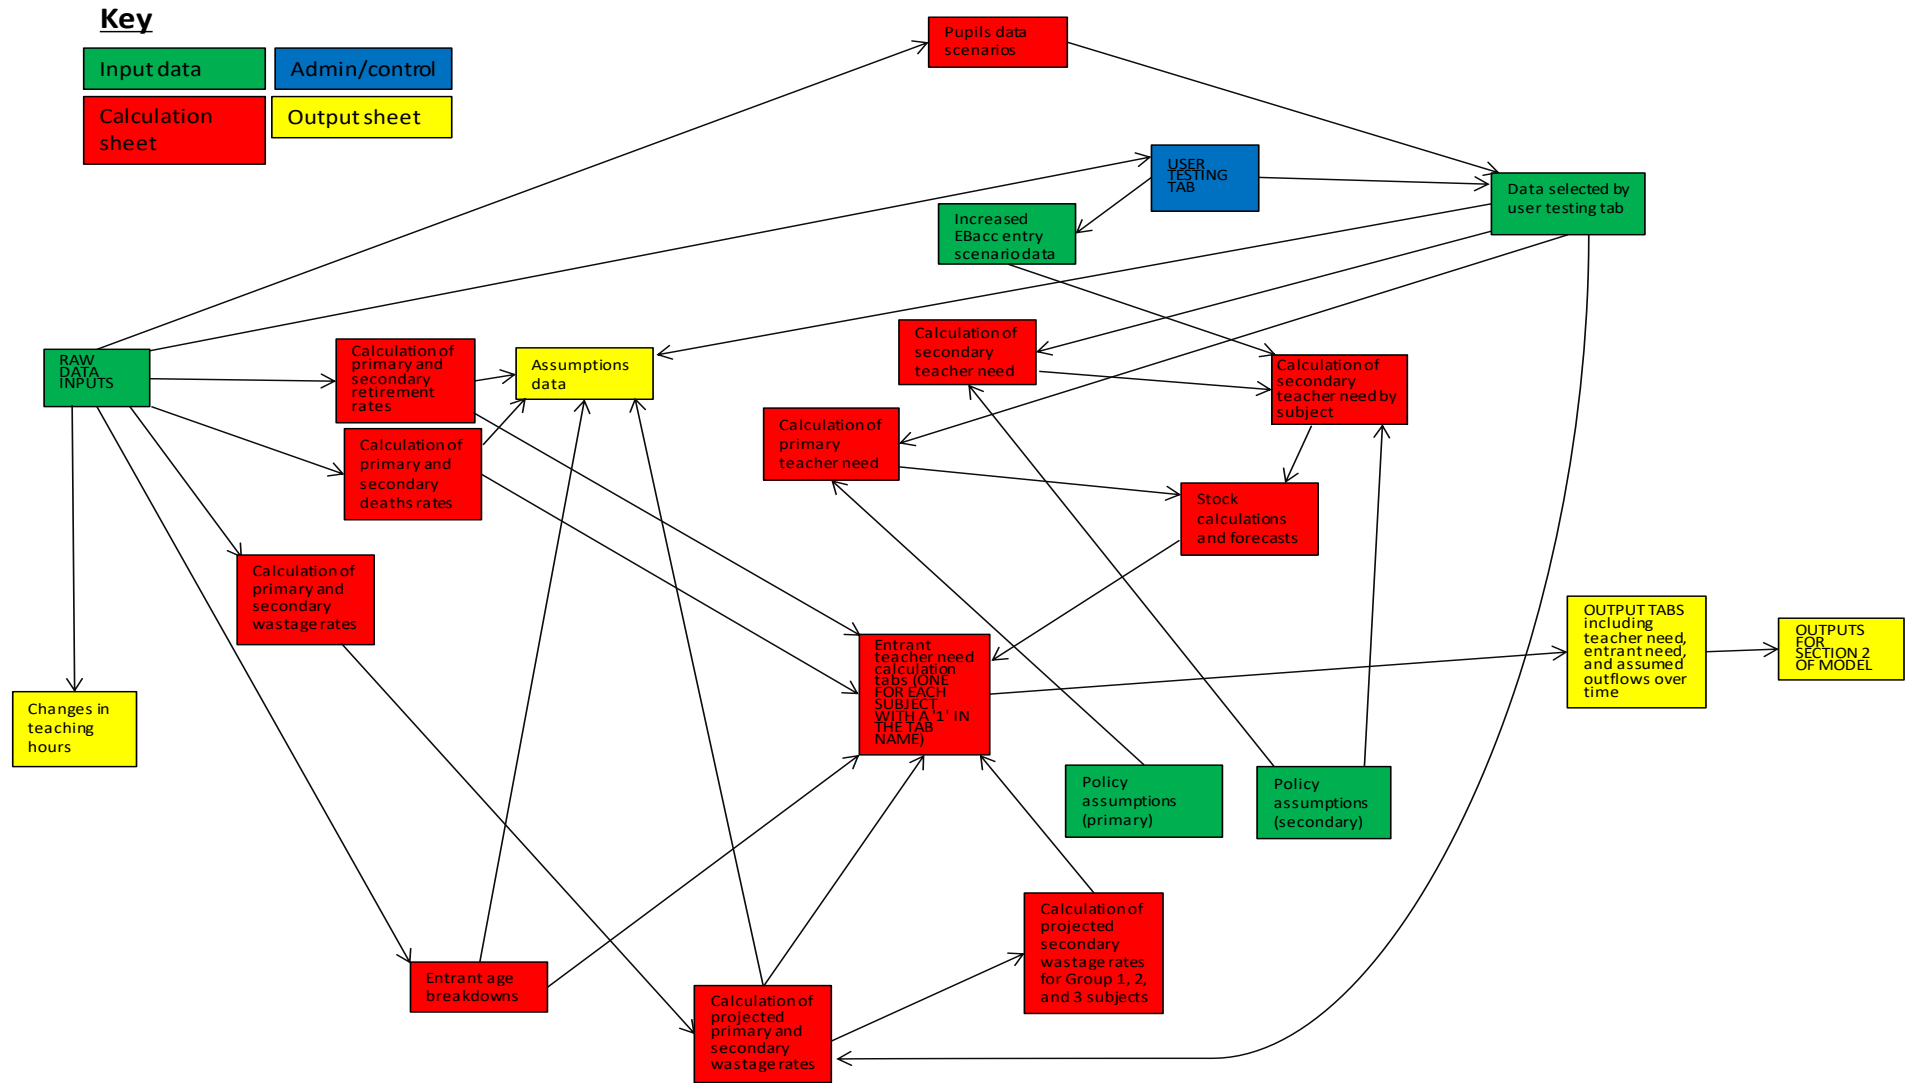 Key
Input data
Admin/control
Calculation
sheet
Output sheet
Pupils data
scenarios
USER
TESTING
TAB
Data selected by
user testing tab
Increased
EBacc entry
scenario data
RAW
DATA
INPUTS
Calculation of
primary and
secondary
retirement
rates
Assumptions
data
Calculation of
secondary
teacher need
Calculation of
secondary
teacher need by
subject
Calculation of
primary and
secondary
deaths rates
Calculation of
primary
teacher need
Stock
calculations
and forecasts
Calculation of
primary and
secondary
wastage rates
Entrant
teacher need
calculation
tabs (ONE
FOR EACH
SUBJECT
WITH A '1' IN
THE TAB
NAME)
OUTPUT TABS
including
teacher need,
entrant need,
and assumed
outflows over
time
OUTPUTS
FOR
SECTION 2
OF MODEL
Changes in
teaching
hours
Policy
assumptions
(primary)
Policy
assumptions
(secondary)
Entrant age
breakdowns
Calculation of
projected
primary and
secondary
wastage rates
Calculation of
projected
secondary
wastage rates
for Group 1, 2,
and 3 subjects